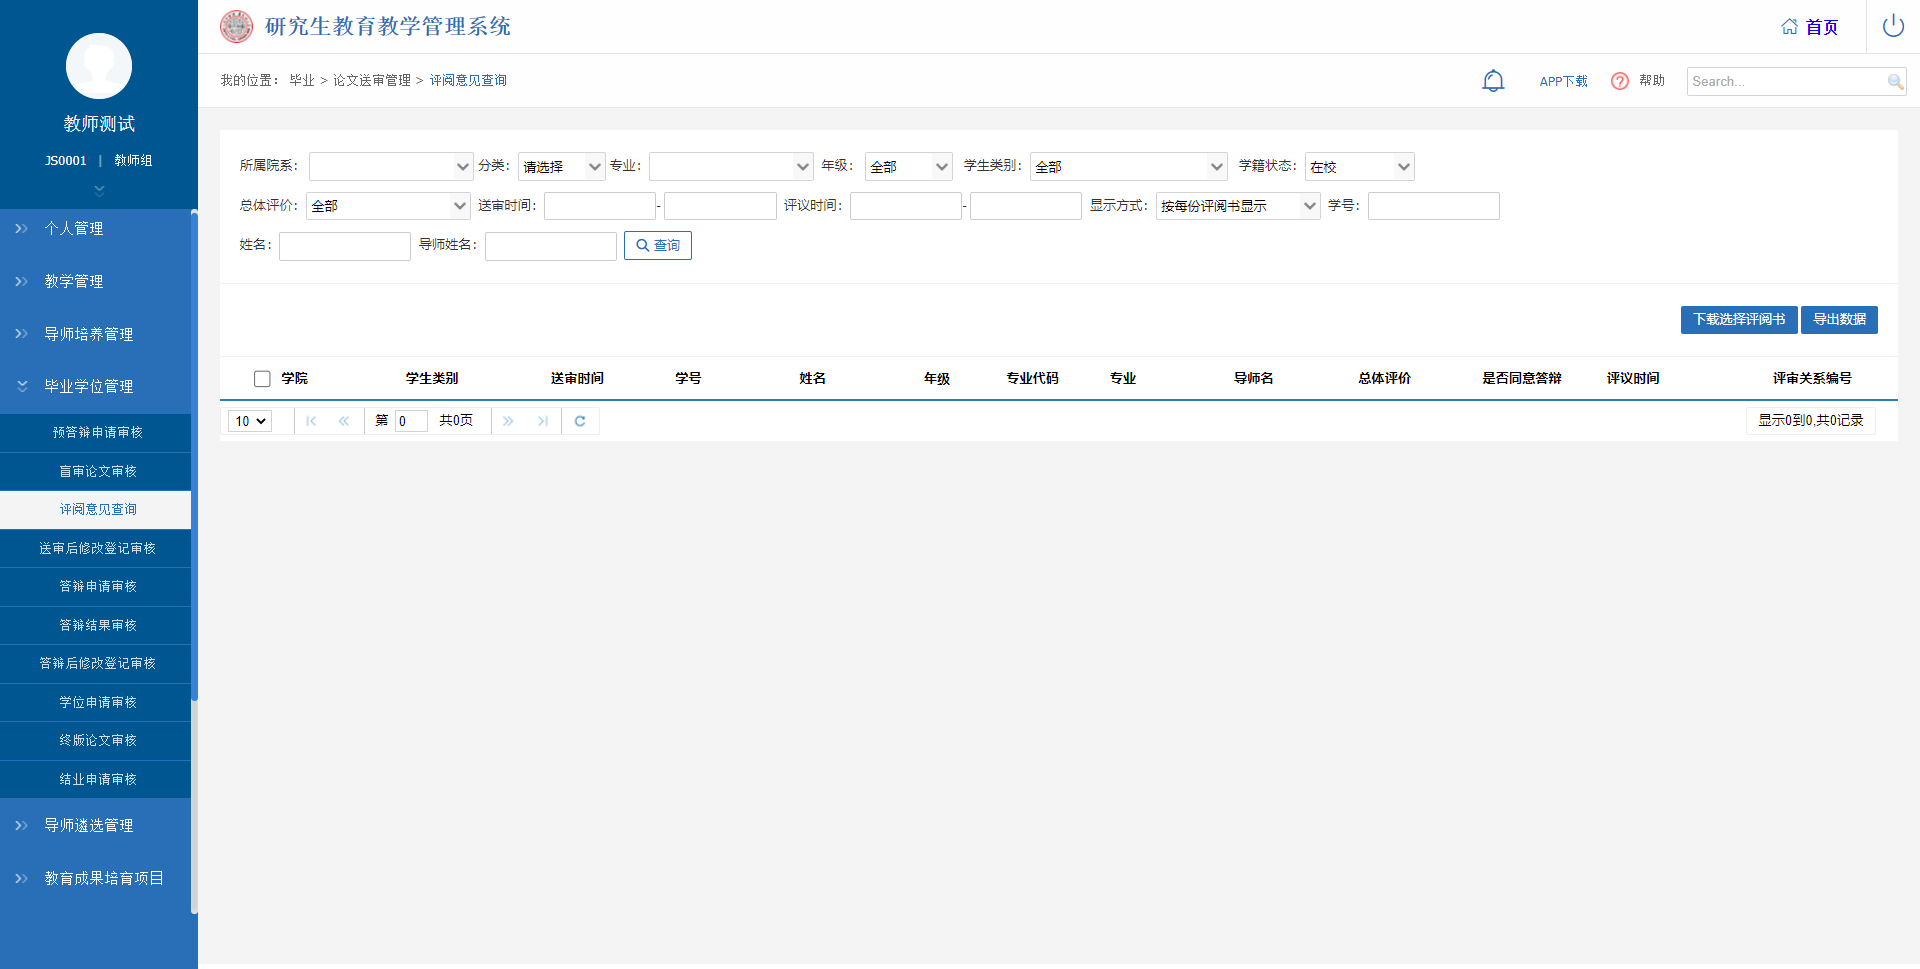 研究生教育教学管理系统
首页
我的位置： 毕业 > 论文送审管理 > 评阅意见查询
APP下载
帮助
Search...
教师测试
JS0001 | 教师组
个人管理
教学管理
导师培养管理
毕业学位管理
预答辩申请审核
盲审论文审核
评阅意见查询
送审后修改登记审核
答辩申请审核
答辩结果审核
答辩后修改登记审核
学位申请审核
终版论文审核
结业申请审核
导师遴选管理
教育成果培育项目
所属院系： 分类： 请选择 专业： 年级： 全部 学生类别： 全部 学籍状态： 在校
总体评价： 全部 送审时间： - 评议时间： - 显示方式： 按每份评阅书显示 学号：
姓名： 导师姓名： 查询
下载选择评阅书 导出数据
学院 学生类别 送审时间 学号 姓名 年级 专业代码 专业 导师名 总体评价 是否同意答辩 评议时间 评审关系编号
10 第 0 共0页 显示0到0,共0记录